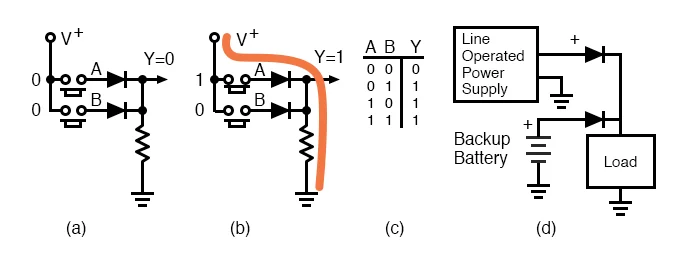 V+
Y=0
0
A
0
B
(a)
V+
Y=1
1
A
0
B
(b)
A B Y
0 0 0
0 1 1
1 0 1
1 1 1
(c)
Line
Operated
Power
Supply
+
+
Backup
Battery
Load
(d)